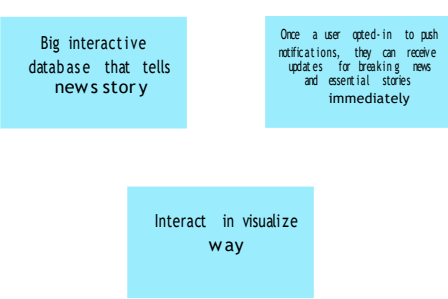 Big interactive
database that tells
news story
Once a user opted-in to push
notifications, they can receive
updates for breaking news
and essential stories
immediately
Interact in visualize
way